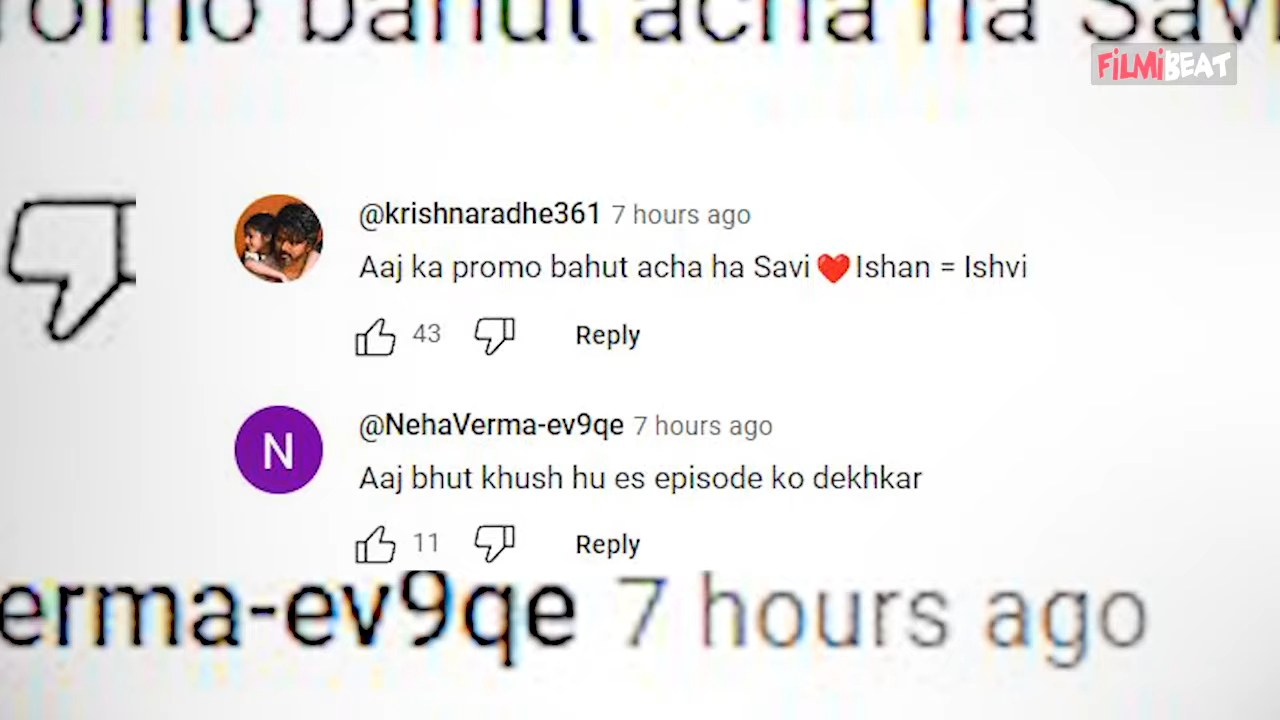 omo bahut acha ha Savi
FILMIBEAT
@krishnaradhe361 7 hours ago
Aaj ka promo bahut acha ha Savi ❤️ Ishan = Ishvi
43 Reply
N
@NehaVerma-ev9qe 7 hours ago
Aaj bhut khush hu es episode ko dekhkar
11 Reply
erma-ev9qe 7 hours ago